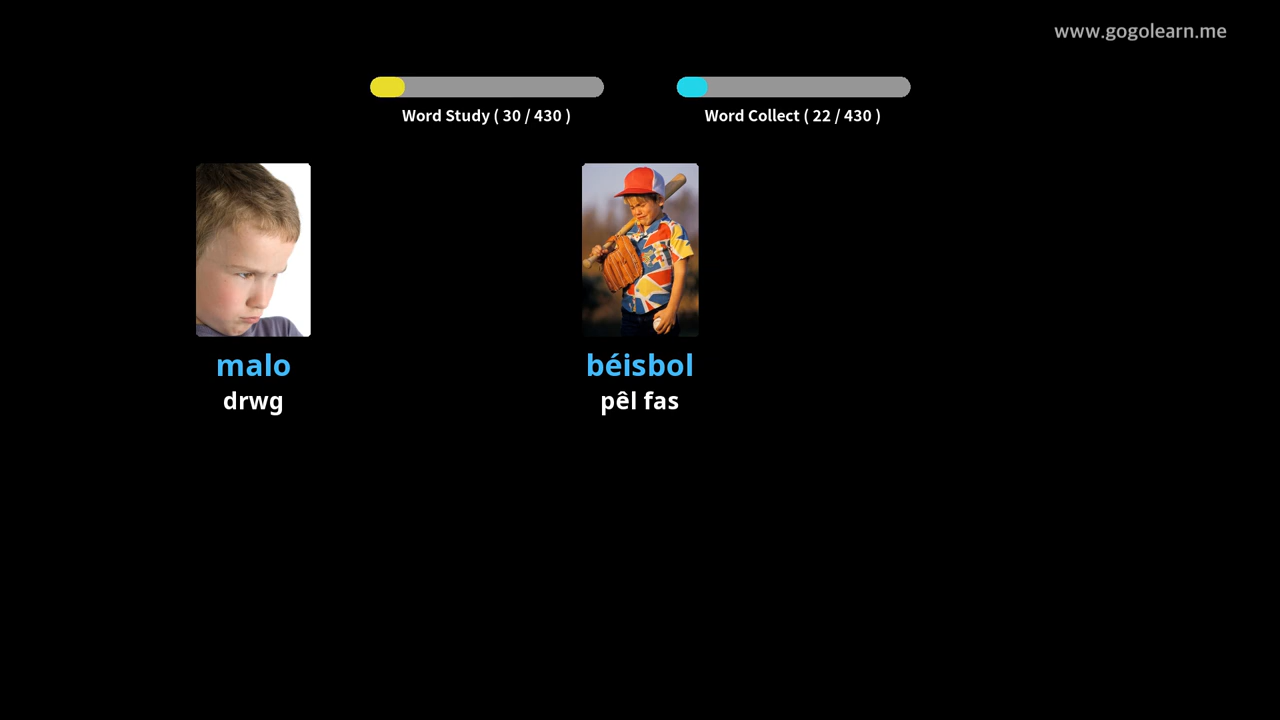 www.gogolearn.me
Word Study ( 30 / 430 )
Word Collect ( 22 / 430 )
malo
drwg
béisbol
pêl fas